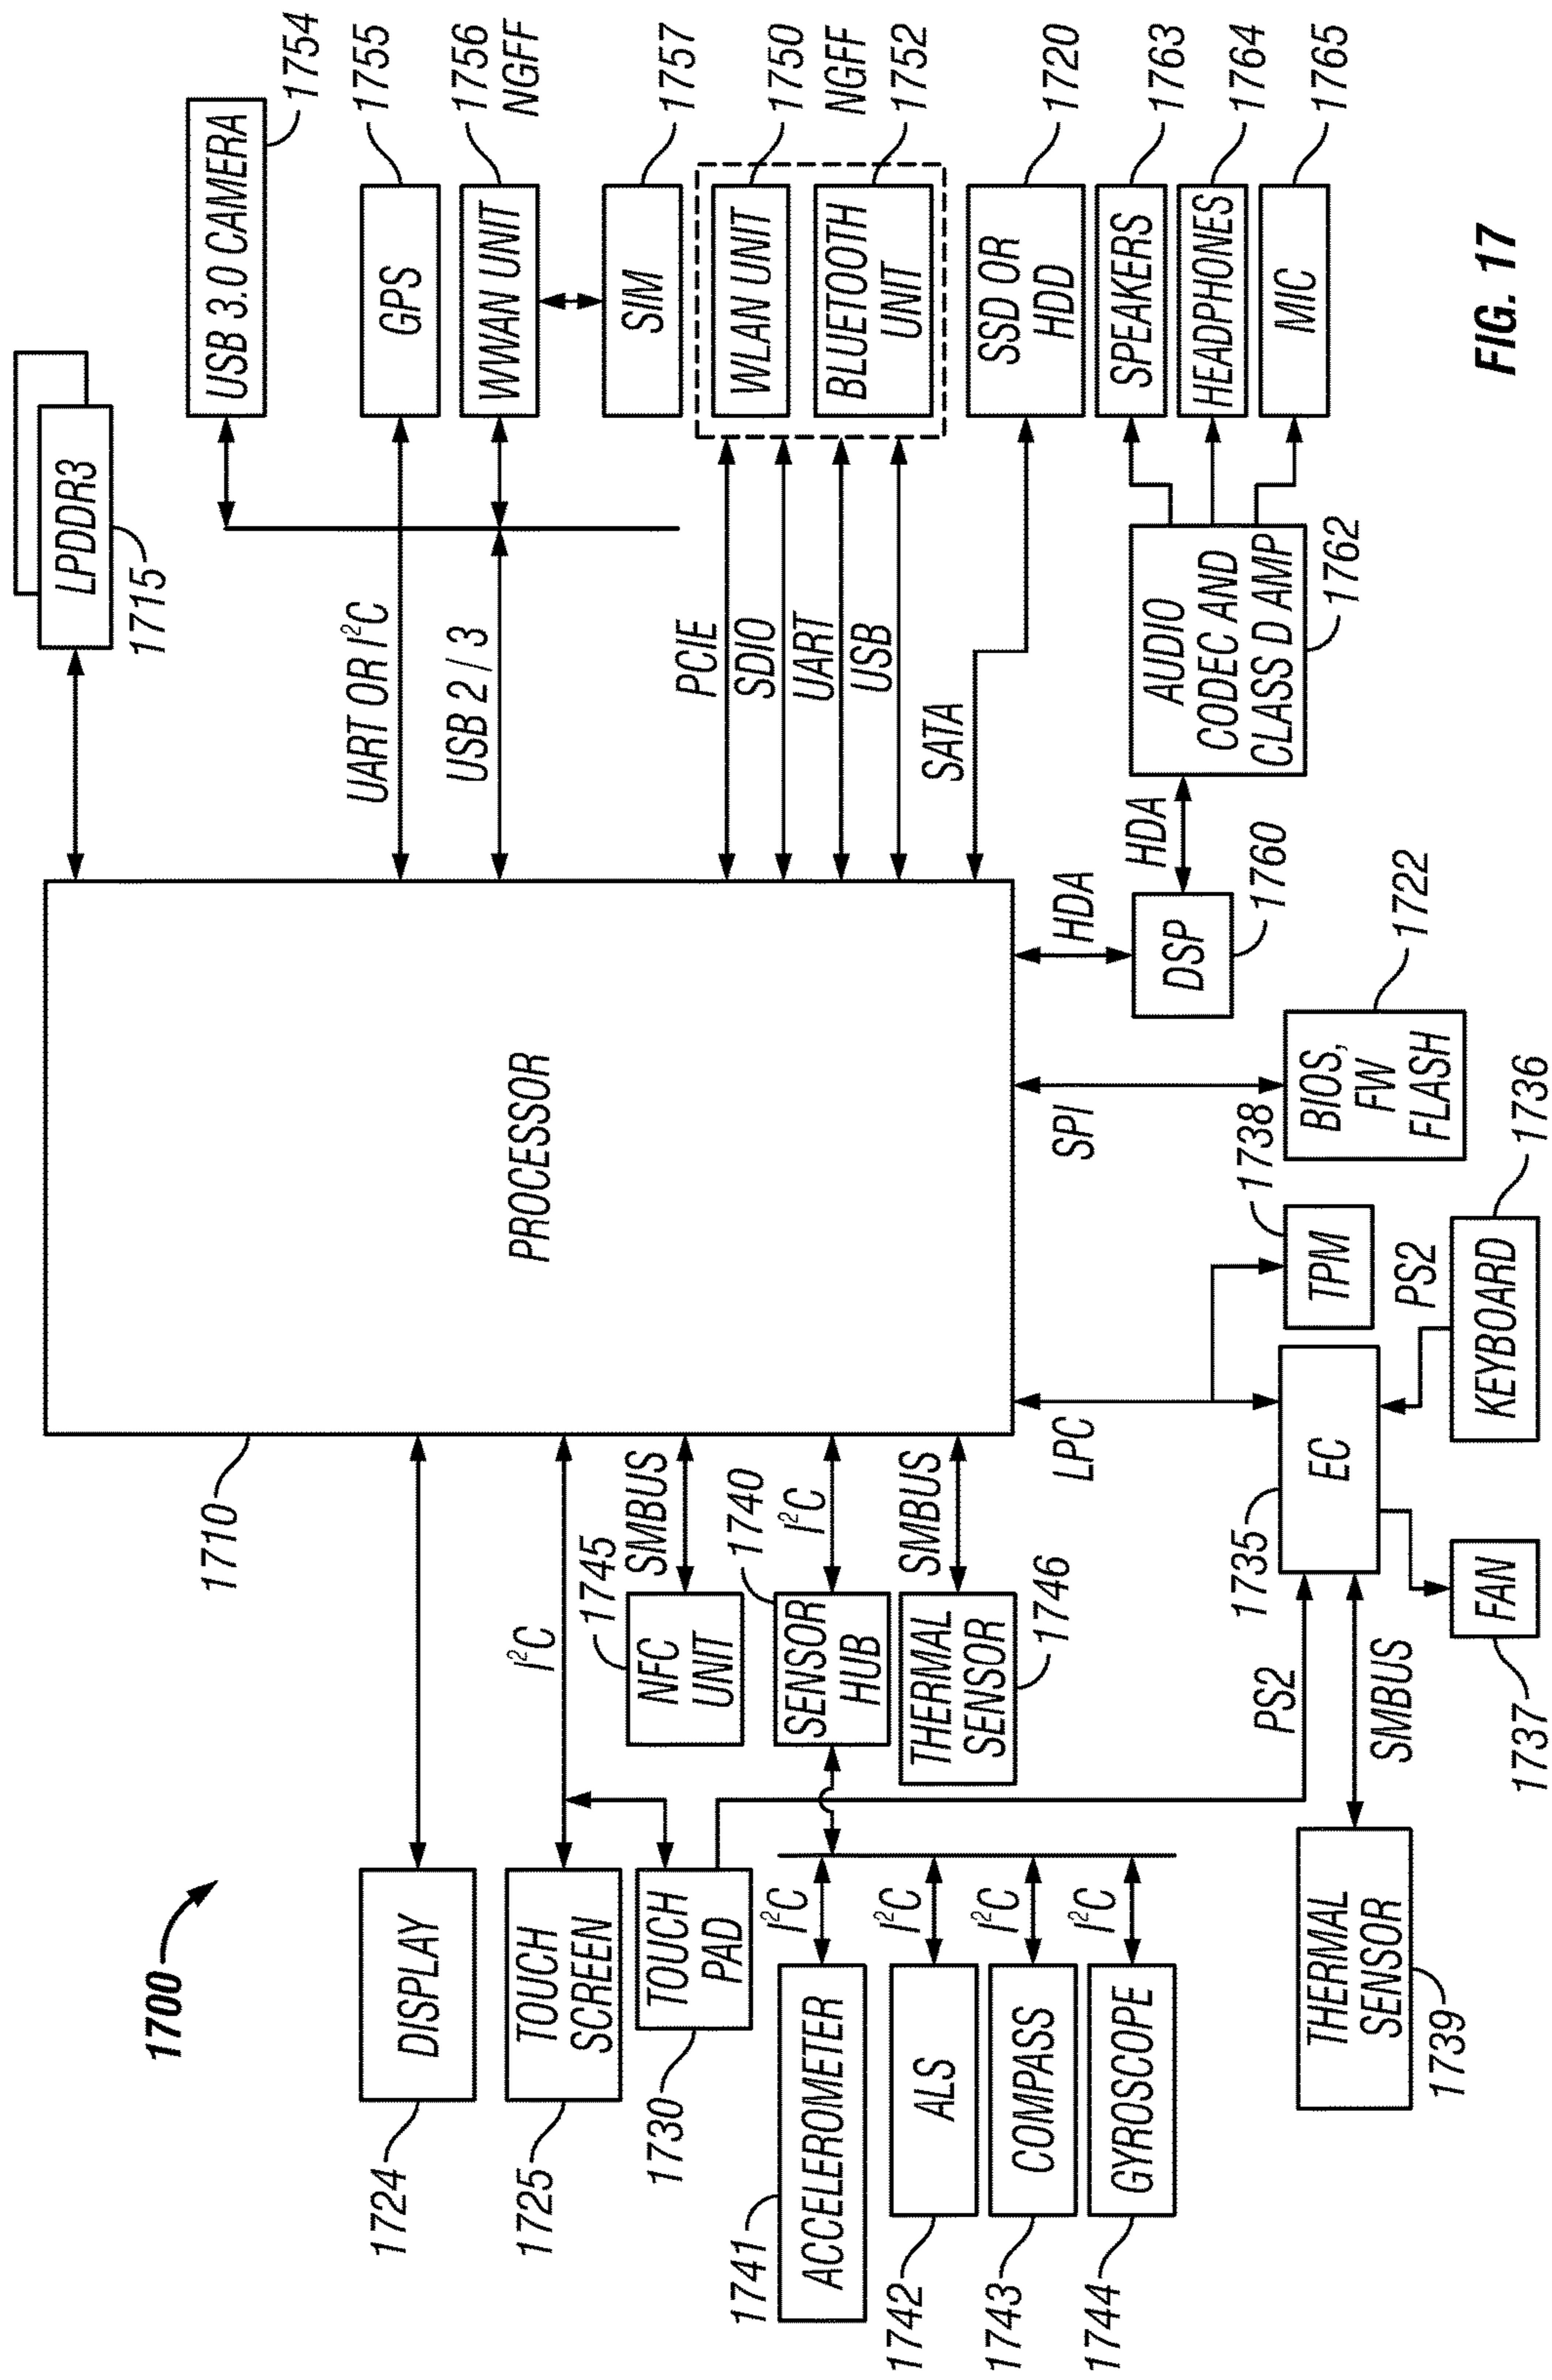 1700
1710
PROCESSOR
LPDDR3
1715
USB 3.0 CAMERA
1754
UART OR I²C
GPS
1755
USB 2 / 3
WWAN UNIT
1756
NGFF
SIM
1757
PCIE
SDIO
UART
USB
WLAN UNIT
1750
NGFF
BLUETOOTH
UNIT
1752
SATA
SSD OR
HDD
1720
SPEAKERS
1763
HEADPHONES
1764
MIC
1765
AUDIO
CODEC AND
CLASS D AMP
1762
HDA
HDA
DSP
1760
SPI
BIOS,
FW
FLASH
1722
LPC
TPM
1738
EC
1735
PS2
KEYBOARD
1736
FAN
1737
PS2
SMBUS
THERMAL
SENSOR
1739
DISPLAY
1724
I²C
TOUCH
SCREEN
1725
TOUCH
PAD
1730
SMBUS
NFC
UNIT
1745
I²C
SENSOR
HUB
1740
SMBUS
THERMAL
SENSOR
1746
I²C
ACCELEROMETER
1741
I²C
ALS
1742
I²C
COMPASS
1743
I²C
GYROSCOPE
1744
FIG. 17